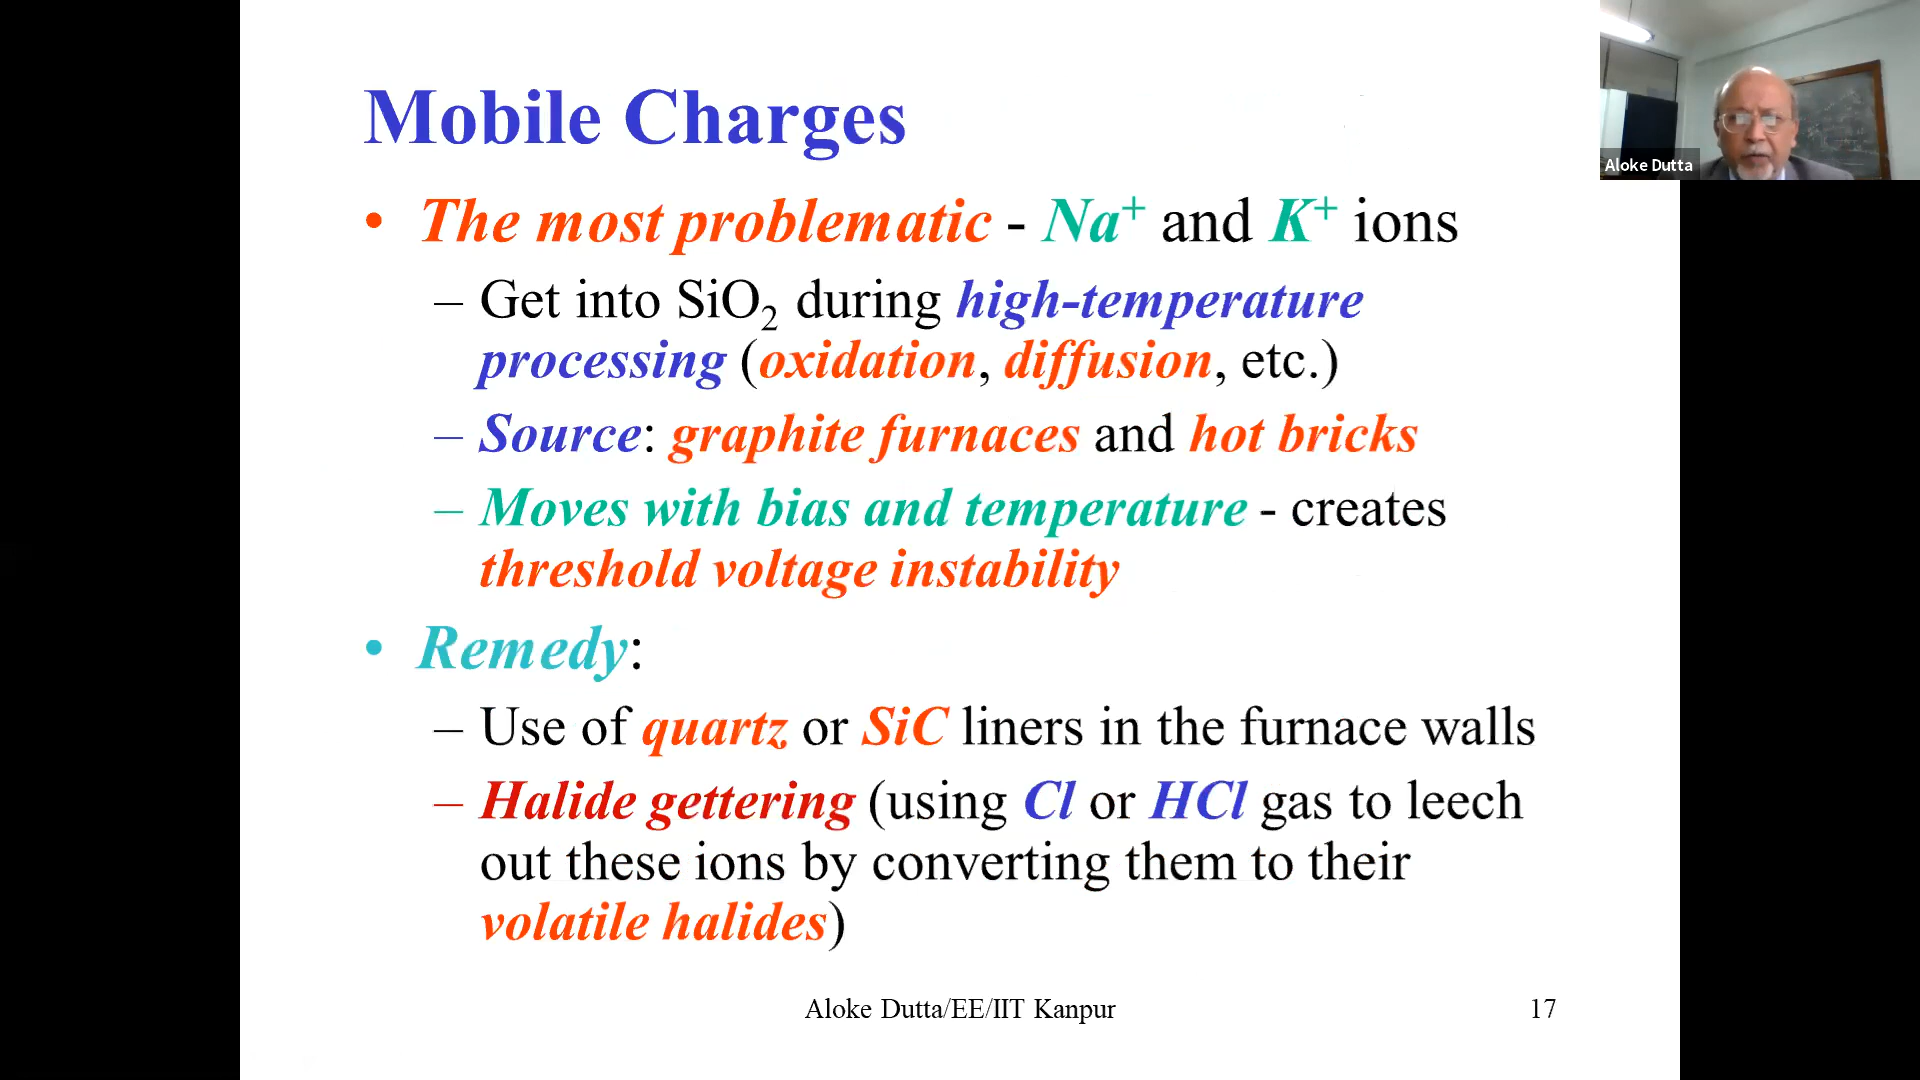 Mobile Charges
• The most problematic - Na⁺ and K⁺ ions
– Get into SiO₂ during high-temperature
processing (oxidation, diffusion, etc.)
– Source: graphite furnaces and hot bricks
– Moves with bias and temperature - creates
threshold voltage instability
• Remedy:
– Use of quartz or SiC liners in the furnace walls
– Halide gettering (using Cl or HCl gas to leech
out these ions by converting them to their
volatile halides)
Aloke Dutta/EE/IIT Kanpur
17
Aloke Dutta